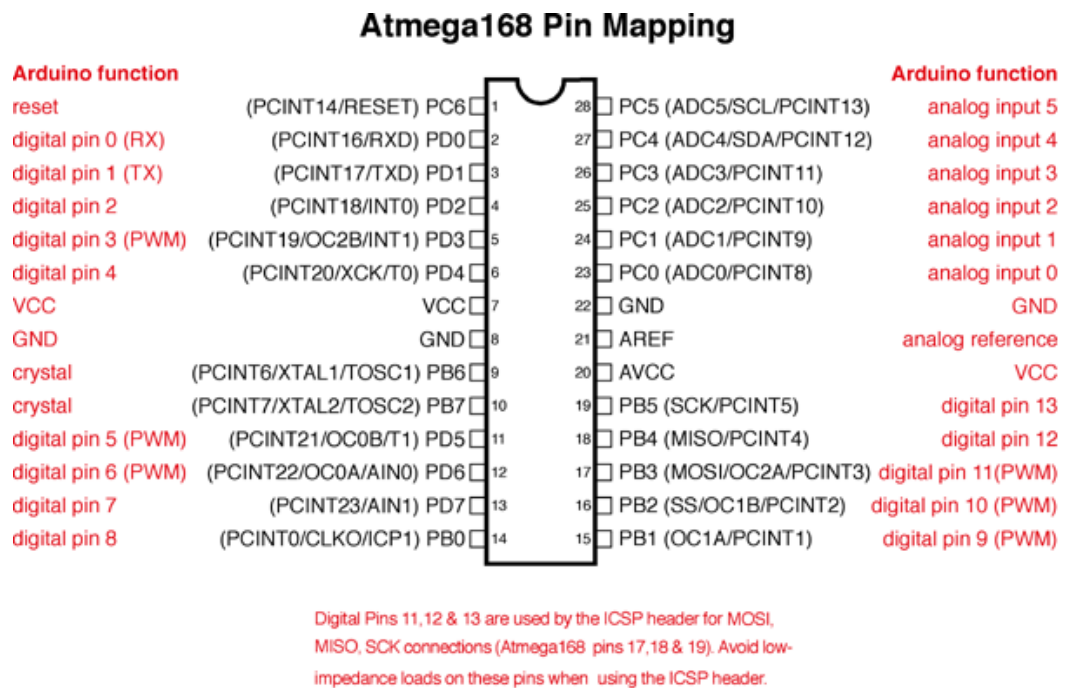 Atmega168 Pin Mapping
Arduino function Arduino function
reset (PCINT14/RESET) PC6 1 28 PC5 (ADC5/SCL/PCINT13) analog input 5
digital pin 0 (RX) (PCINT16/RXD) PD0 2 27 PC4 (ADC4/SDA/PCINT12) analog input 4
digital pin 1 (TX) (PCINT17/TXD) PD1 3 26 PC3 (ADC3/PCINT11) analog input 3
digital pin 2 (PCINT18/INT0) PD2 4 25 PC2 (ADC2/PCINT10) analog input 2
digital pin 3 (PWM) (PCINT19/OC2B/INT1) PD3 5 24 PC1 (ADC1/PCINT9) analog input 1
digital pin 4 (PCINT20/XCK/T0) PD4 6 23 PC0 (ADC0/PCINT8) analog input 0
VCC VCC 7 22 GND GND
GND GND 8 21 AREF analog reference
crystal (PCINT6/XTAL1/TOSC1) PB6 9 20 AVCC VCC
crystal (PCINT7/XTAL2/TOSC2) PB7 10 19 PB5 (SCK/PCINT5) digital pin 13
digital pin 5 (PWM) (PCINT21/OC0B/T1) PD5 11 18 PB4 (MISO/PCINT4) digital pin 12
digital pin 6 (PWM) (PCINT22/OC0A/AIN0) PD6 12 17 PB3 (MOSI/OC2A/PCINT3) digital pin 11(PWM)
digital pin 7 (PCINT23/AIN1) PD7 13 16 PB2 (SS/OC1B/PCINT2) digital pin 10 (PWM)
digital pin 8 (PCINT0/CLKO/ICP1) PB0 14 15 PB1 (OC1A/PCINT1) digital pin 9 (PWM)
Digital Pins 11,12 & 13 are used by the ICSP header for MOSI,
MISO, SCK connections (Atmega168 pins 17,18 & 19). Avoid low-
impedance loads on these pins when using the ICSP header.